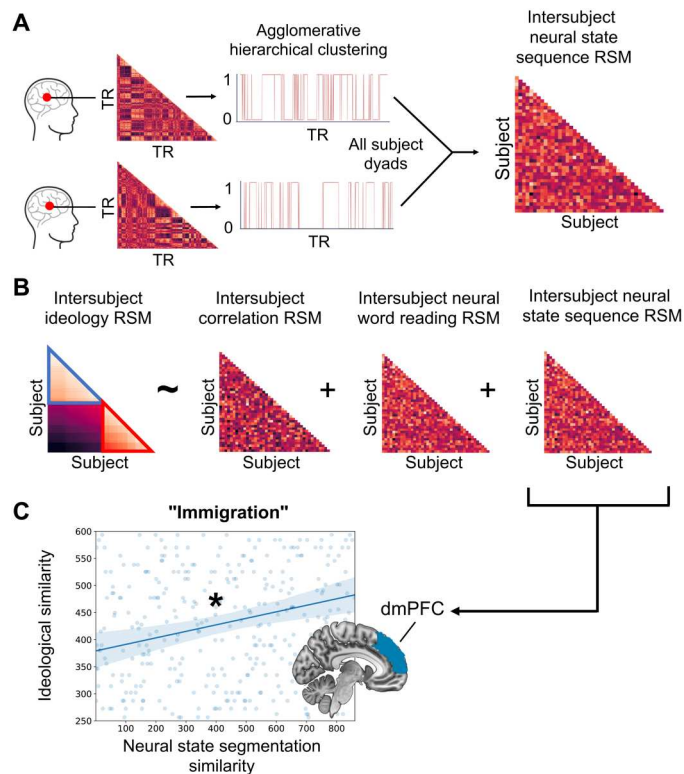 A
Agglomerative
hierarchical clustering
Intersubject
neural state
sequence RSM
TR
TR
1
0
TR
All subject
dyads
TR
TR
1
0
TR
Subject
Subject
B
Intersubject
ideology RSM
Intersubject
correlation RSM
Intersubject neural
word reading RSM
Intersubject neural
state sequence RSM
Subject
Subject
~
Subject
Subject
+
Subject
Subject
+
Subject
Subject
C
"Immigration"
Ideological similarity
600
550
500
450
400
350
300
250
*
100 200 300 400 500 600 700 800
Neural state segmentation
similarity
dmPFC